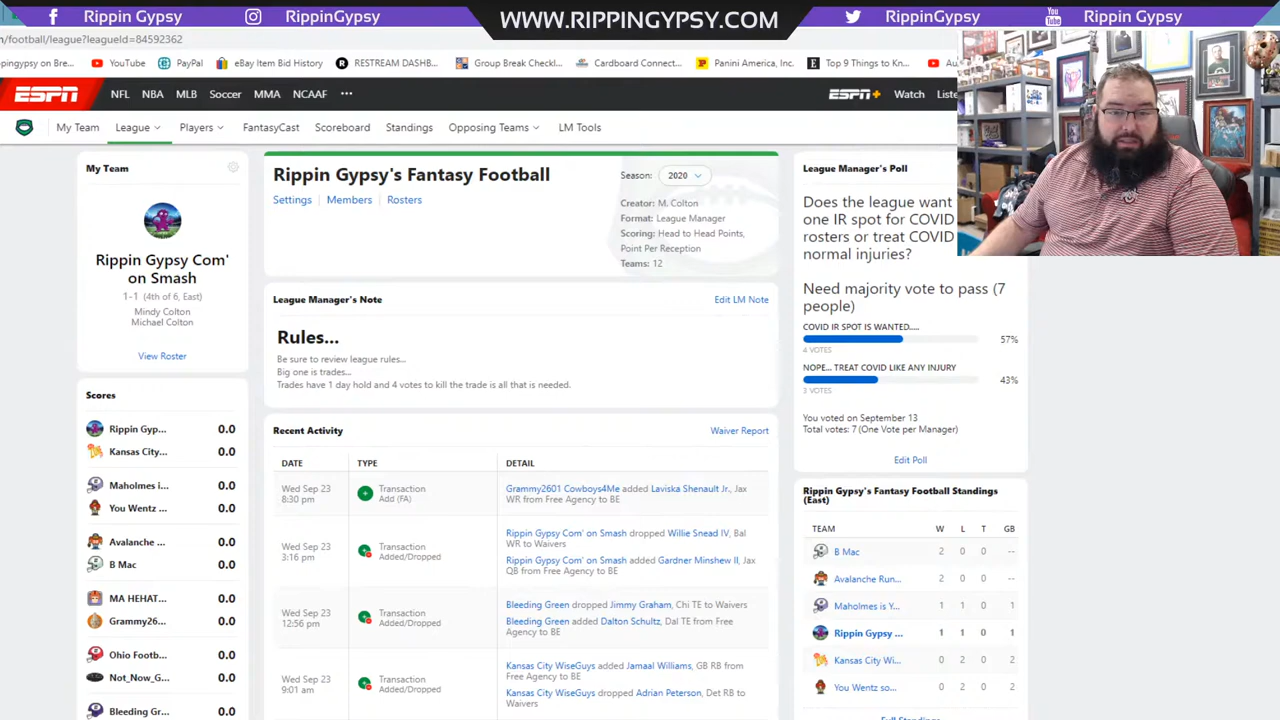 Rippin Gypsy
RippinGypsy
WWW.RIPPINGYPSY.COM
RippinGypsy
Rippin Gypsy
n/football/league?leagueId=84592362
ppingypsy on Bre...
YouTube
PayPal
eBay Item Bid History
RESTREAM DASHB...
Group Break Checkl...
Cardboard Connect...
Panini America, Inc.
Top 9 Things to Kn...
Au
ESPN NFL NBA MLB Soccer MMA NCAAF ••• ESPN+ Watch Liste
My Team League Players FantasyCast Scoreboard Standings Opposing Teams LM Tools
My Team
Rippin Gypsy Com'
on Smash
1-1 (4th of 6, East)
Mindy Colton
Michael Colton
View Roster
Scores
Rippin Gyp... 0.0
Kansas City... 0.0
Maholmes i... 0.0
You Wentz ... 0.0
Avalanche ... 0.0
B Mac 0.0
MA HEHAT... 0.0
Grammy26... 0.0
Ohio Footb... 0.0
Not_Now_G... 0.0
Bleeding Gr... 0.0
Rippin Gypsy's Fantasy Football
Settings Members Rosters
Season: 2020
Creator: M. Colton
Format: League Manager
Scoring: Head to Head Points,
Point Per Reception
Teams: 12
League Manager's Note Edit LM Note
Rules...
Be sure to review league rules...
Big one is trades...
Trades have 1 day hold and 4 votes to kill the trade is all that is needed.
Recent Activity Waiver Report
DATE TYPE DETAIL
Wed Sep 23
8:30 pm
Transaction
Add (FA)
Grammy2601 Cowboys4Me added Laviska Shenault Jr., Jax
WR from Free Agency to BE
Wed Sep 23
3:16 pm
Transaction
Added/Dropped
Rippin Gypsy Com' on Smash dropped Willie Snead IV, Bal
WR to Waivers
Rippin Gypsy Com' on Smash added Gardner Minshew II, Jax
QB from Free Agency to BE
Wed Sep 23
12:56 pm
Transaction
Added/Dropped
Bleeding Green dropped Jimmy Graham, Chi TE to Waivers
Bleeding Green added Dalton Schultz, Dal TE from Free
Agency to BE
Wed Sep 23
9:01 am
Transaction
Added/Dropped
Kansas City WiseGuys added Jamaal Williams, GB RB from
Free Agency to BE
Kansas City WiseGuys dropped Adrian Peterson, Det RB to
Waivers
League Manager's Poll
Does the league want
one IR spot for COVID
rosters or treat COVID
normal injuries?
Need majority vote to pass (7
people)
COVID IR SPOT IS WANTED.....
57%
4 VOTES
NOPE... TREAT COVID LIKE ANY INJURY
43%
3 VOTES
You voted on September 13
Total votes: 7 (One Vote per Manager)
Edit Poll
Rippin Gypsy's Fantasy Football Standings
(East)
TEAM W L T GB
B Mac 2 0 0 --
Avalanche Run... 2 0 0 --
Maholmes is Y... 1 1 0 1
Rippin Gypsy ... 1 1 0 1
Kansas City Wi... 0 2 0 2
You Wentz so... 0 2 0 2
Full Standings